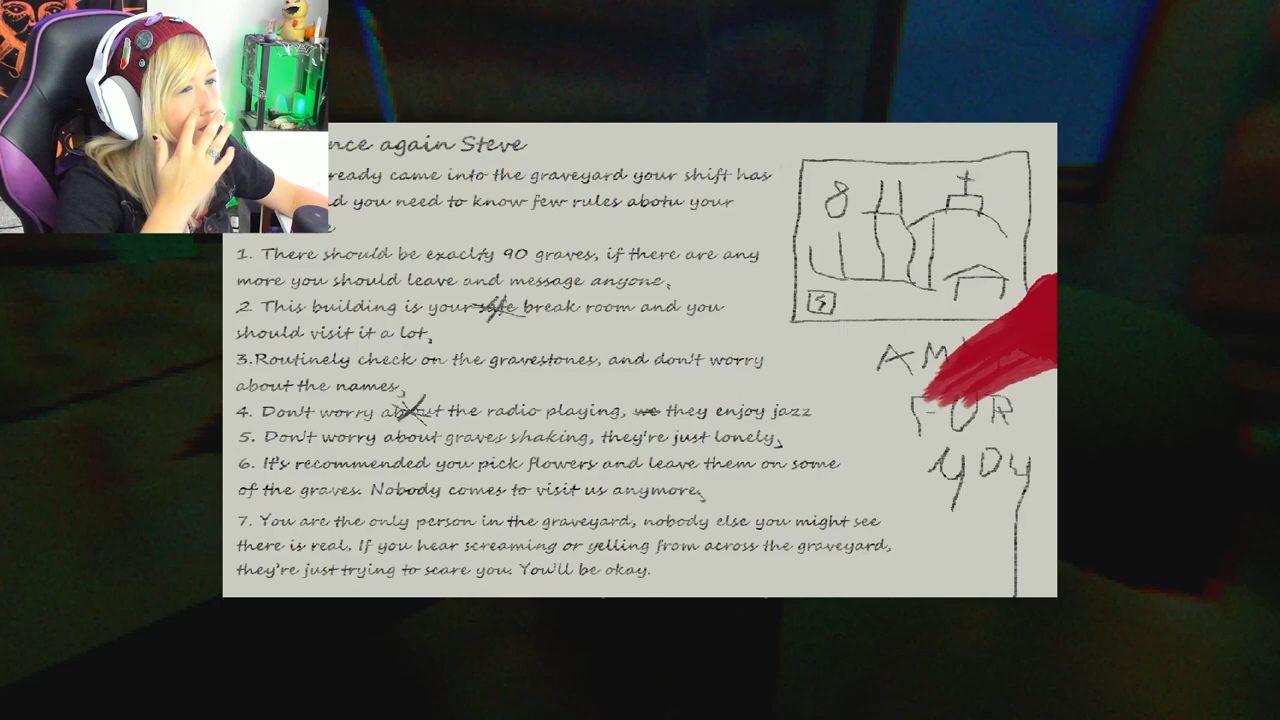 nce again Steve
ready came into the graveyard your shift has
d you need to know few rules abotu your
e
1. There should be exaclty 90 graves, if there are any
more you should leave and message anyone,
2. This building is your safe break room and you
should visit it a lot,
3.Routinely check on the gravestones, and don't worry
about the names,
4. Don't worry about the radio playing, we they enjoy jazz
5. Don't worry about graves shaking, they're just lonely,
6. It's recommended you pick flowers and leave them on some
of the graves. Nobody comes to visit us anymore,
7. You are the only person in the graveyard, nobody else you might see
there is real, If you hear screaming or yelling from across the graveyard,
they're just trying to scare you. You'll be okay.
8
FOR
yoy